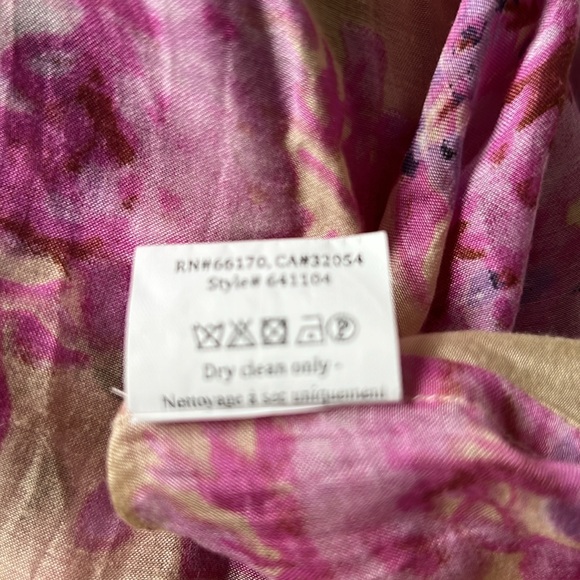 RN#66170, CA#32054
Style# 641104
Dry clean only -
Nettoyage à sec uniquement